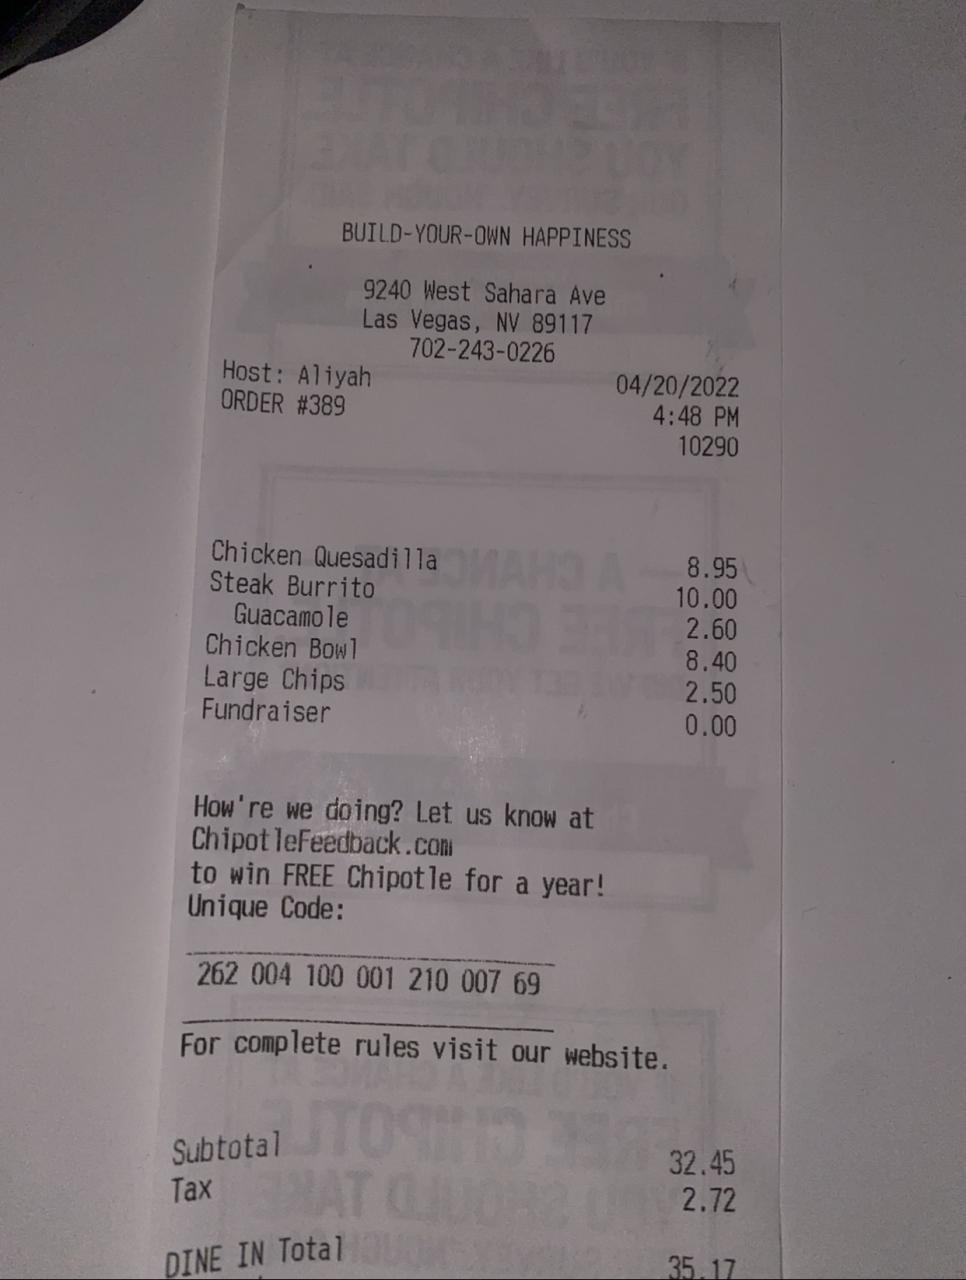 BUILD-YOUR-OWN HAPPINESS
9240 West Sahara Ave
Las Vegas, NV 89117
702-243-0226
Host: Aliyah 04/20/2022
ORDER #389 4:48 PM
10290
Chicken Quesadilla 8.95
Steak Burrito 10.00
Guacamole 2.60
Chicken Bowl 8.40
Large Chips 2.50
Fundraiser 0.00
How're we doing? Let us know at
ChipotleFeedback.com
to win FREE Chipotle for a year!
Unique Code:
262 004 100 001 210 007 69
For complete rules visit our website.
Subtotal 32.45
Tax 2.72
DINE IN Total 35.17